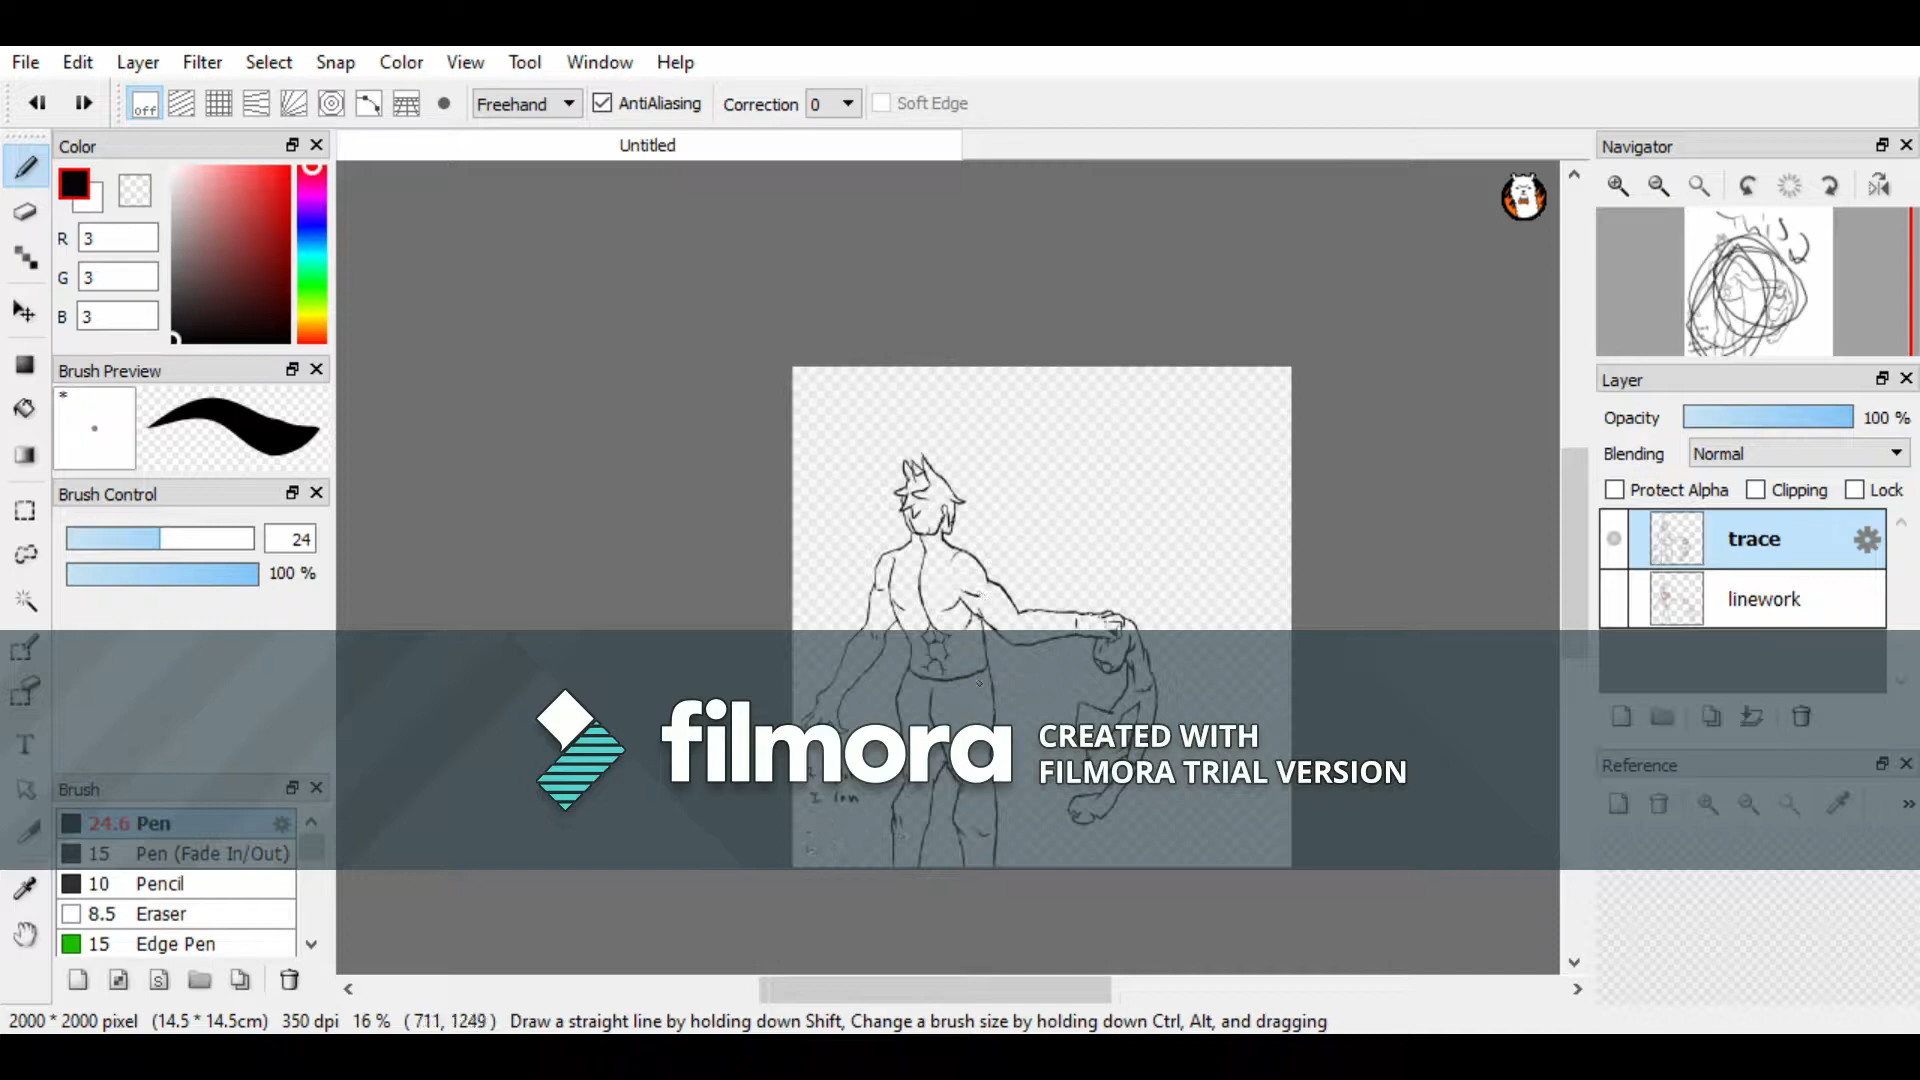 File Edit Layer Filter Select Snap Color View Tool Window Help
off Freehand AntiAliasing Correction 0 Soft Edge
Color
Untitled
Navigator
R 3
G 3
B 3
Brush Preview
*
Layer
Opacity 100 %
Blending Normal
Protect Alpha Clipping Lock
trace
linework
Brush Control
24
100 %
T
filmora
CREATED WITH
FILMORA TRIAL VERSION
Reference
Brush
24.6 Pen
15 Pen (Fade In/Out)
10 Pencil
8.5 Eraser
15 Edge Pen
S
2000 * 2000 pixel (14.5 * 14.5cm) 350 dpi 16 % ( 711, 1249 ) Draw a straight line by holding down Shift, Change a brush size by holding down Ctrl, Alt, and dragging